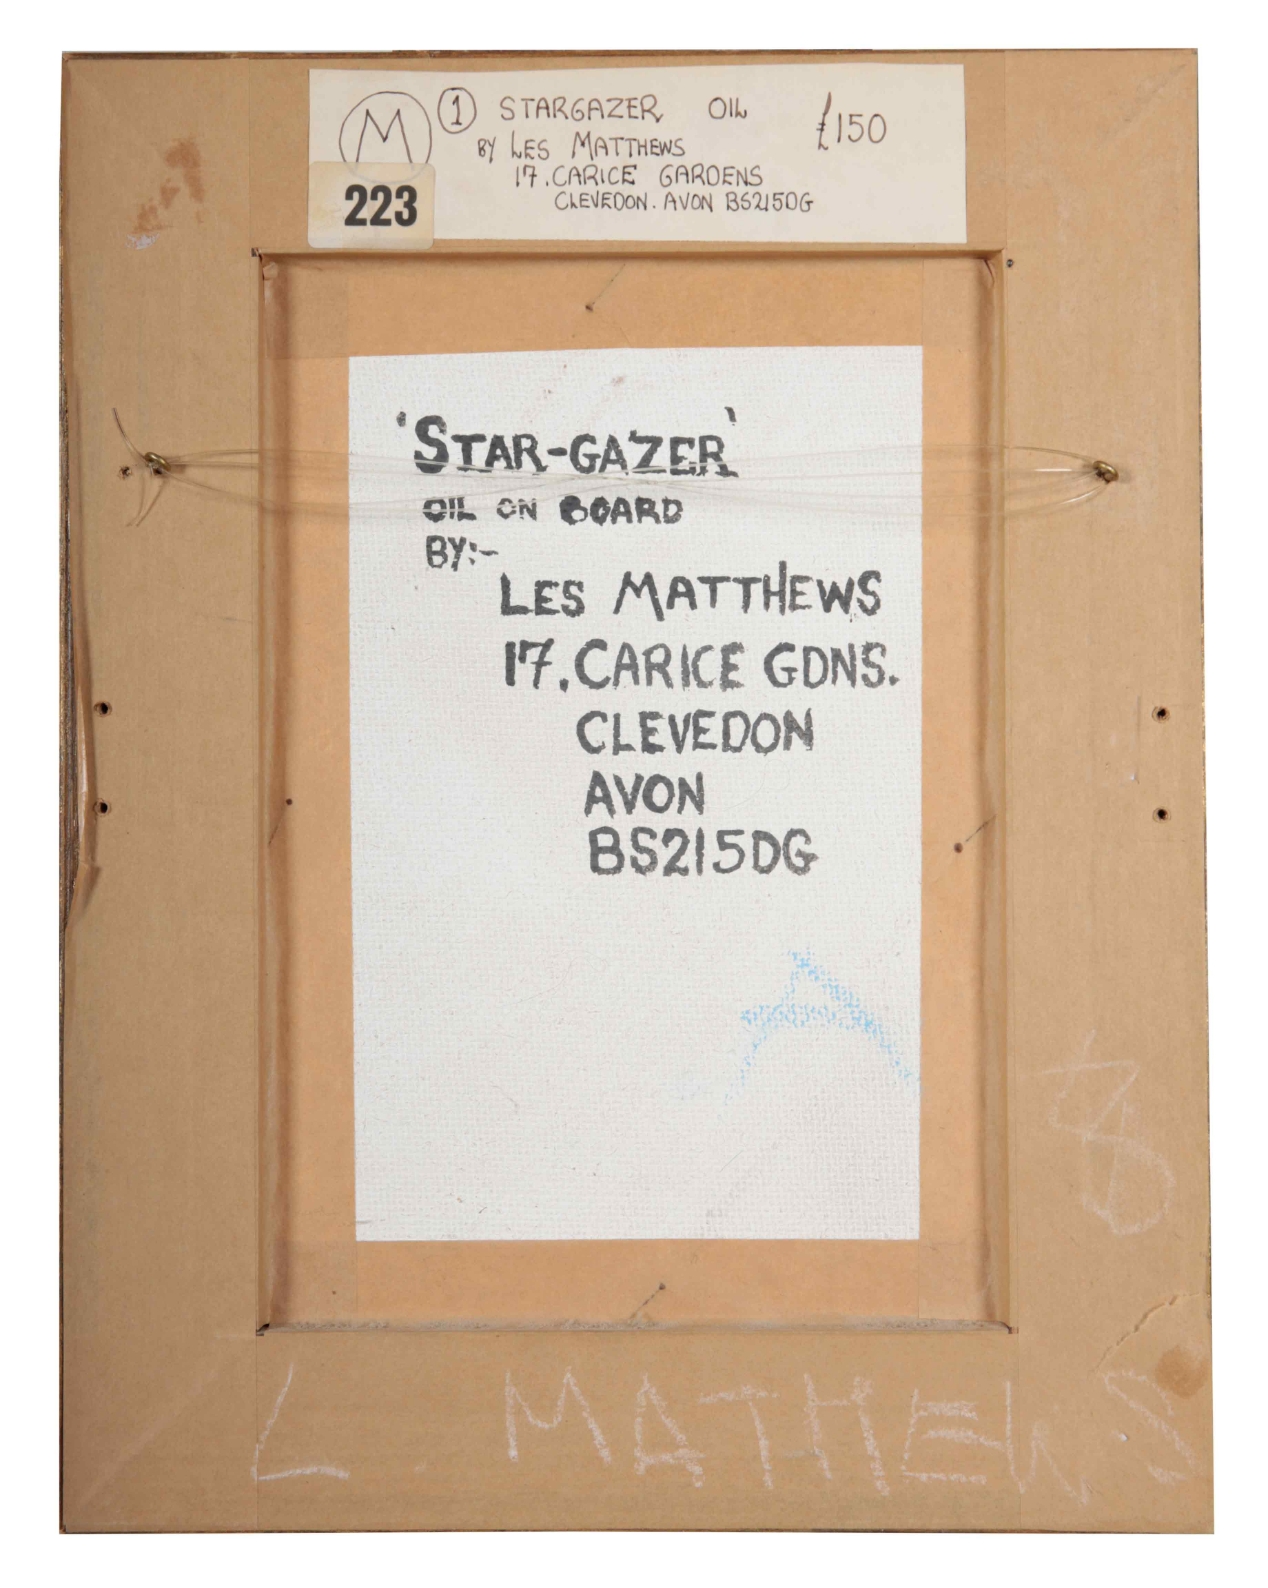 M 1 STARGAZER OIL £150
BY LES MATTHEWS
17. CARICE GARDENS
CLEVEDON. AVON BS215DG
223
'STAR-GAZER'
OIL ON BOARD
BY:-
LES MATTHEWS
17. CARICE GDNS.
CLEVEDON
AVON
BS215DG
A
L. MATHEWS